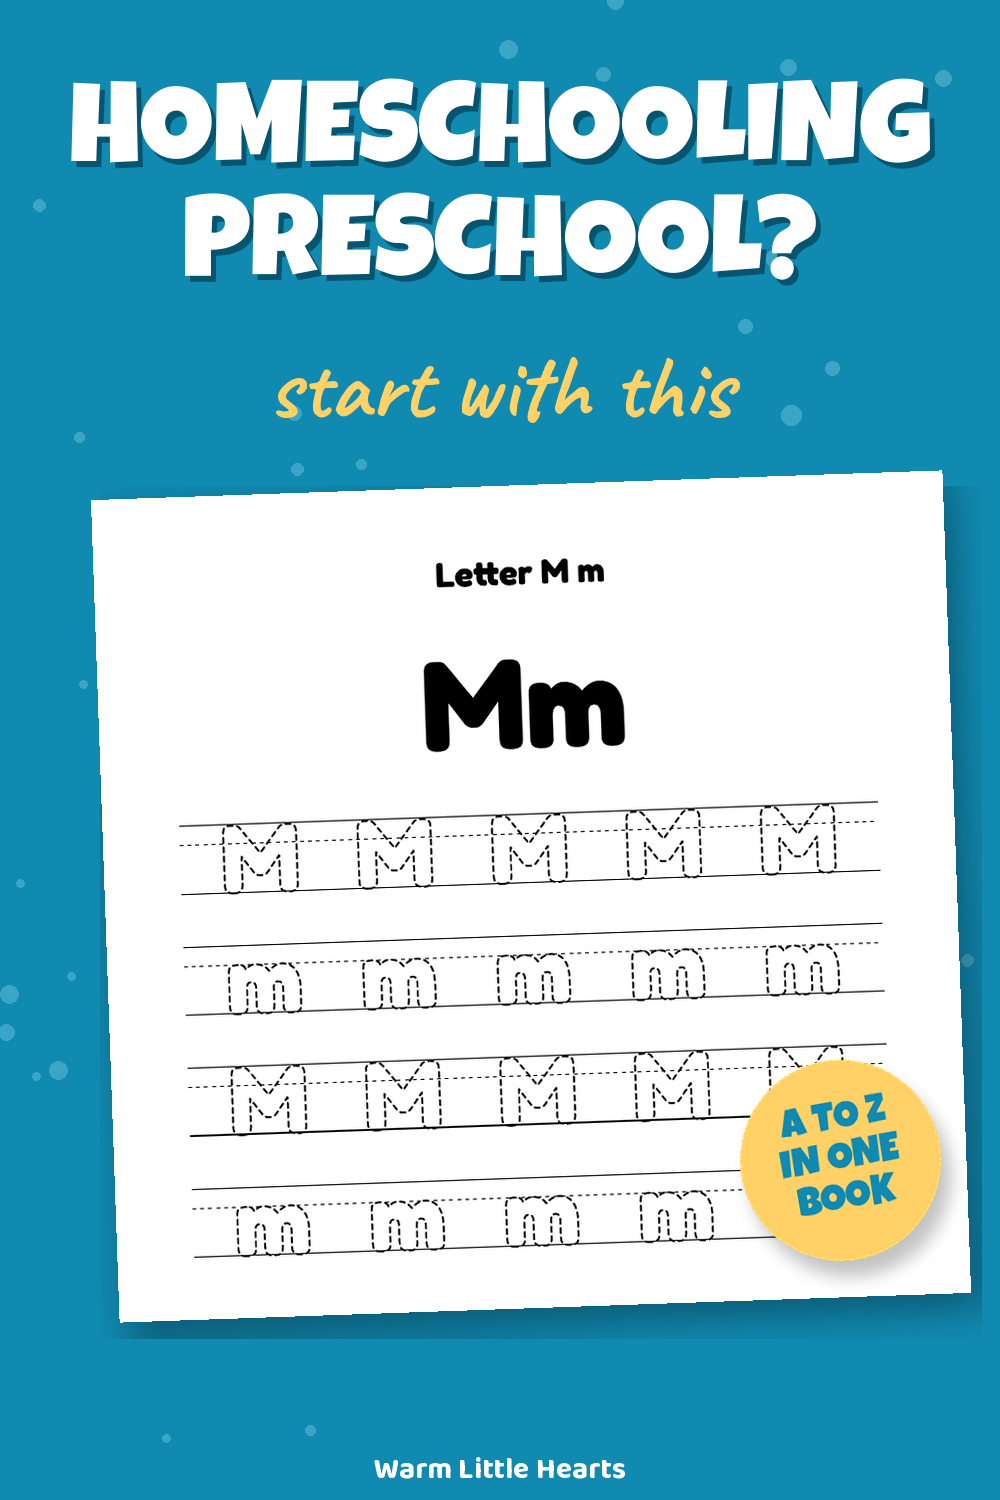 HOMESCHOOLING
PRESCHOOL?
start with this
Letter M m
Mm
M M M M M
m m m m m
M M M M M
m m m m
A TO Z
IN ONE
BOOK
Warm Little Hearts